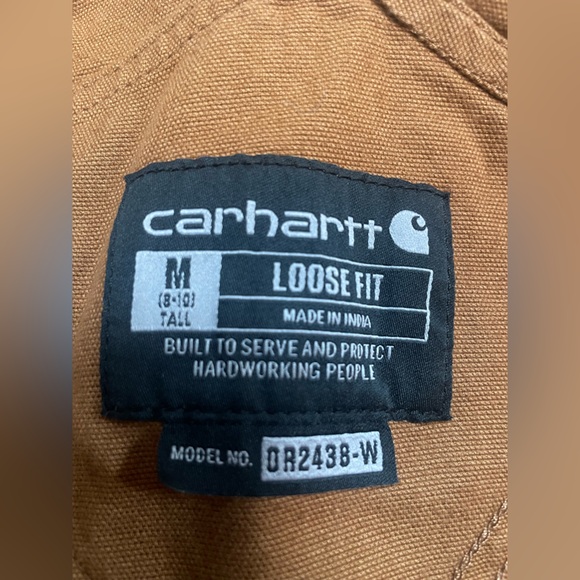 carhartt
M
(8-10)
TALL
LOOSE FIT
MADE IN INDIA
BUILT TO SERVE AND PROTECT
HARDWORKING PEOPLE
MODEL NO. OR2438-W